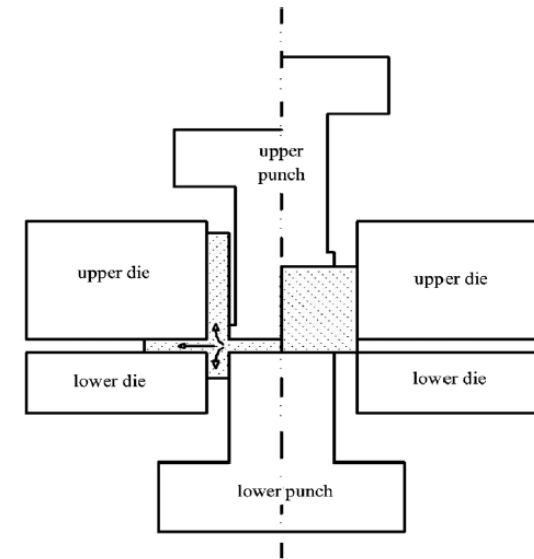 upper
punch
upper die
upper die
lower die
lower die
lower punch